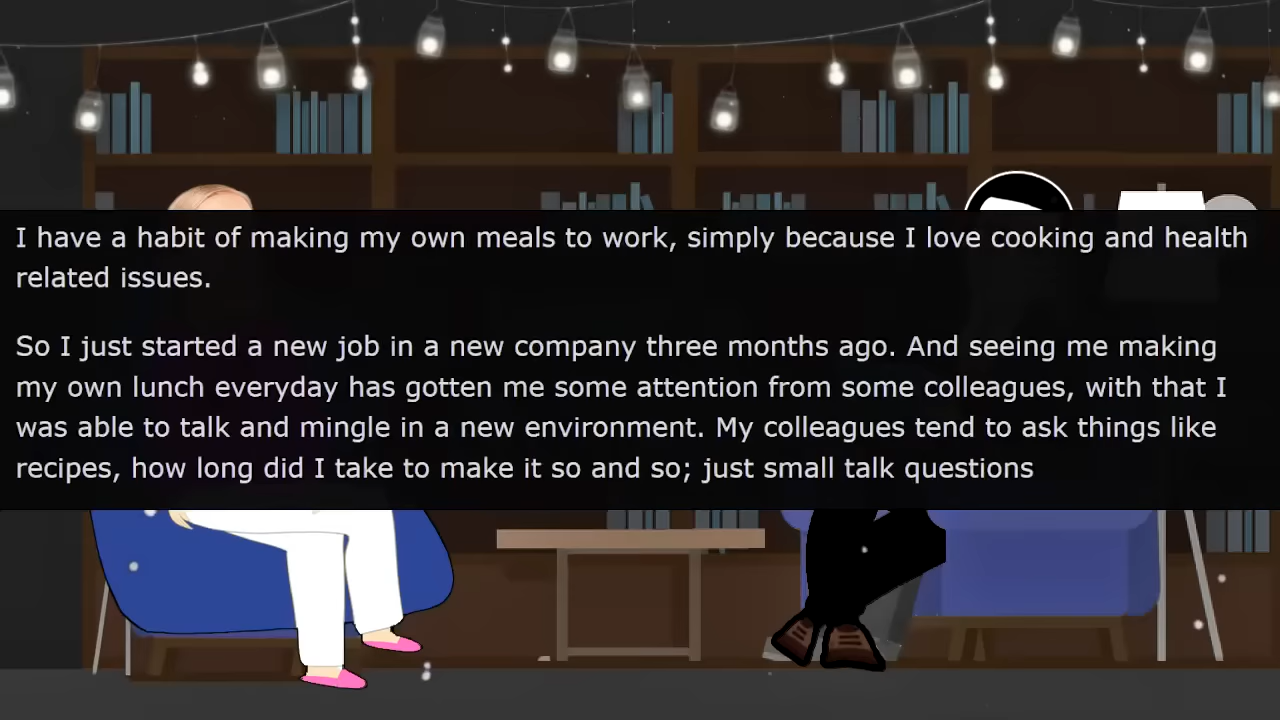 I have a habit of making my own meals to work, simply because I love cooking and health
related issues.
So I just started a new job in a new company three months ago. And seeing me making
my own lunch everyday has gotten me some attention from some colleagues, with that I
was able to talk and mingle in a new environment. My colleagues tend to ask things like
recipes, how long did I take to make it so and so; just small talk questions